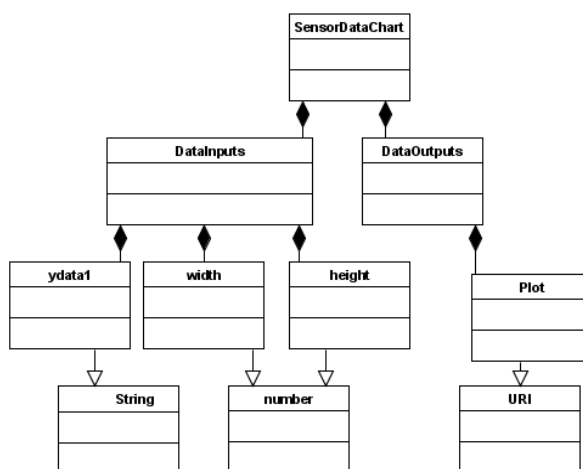 SensorDataChart
DataInputs
DataOutputs
ydata1
width
height
Plot
String
number
URI